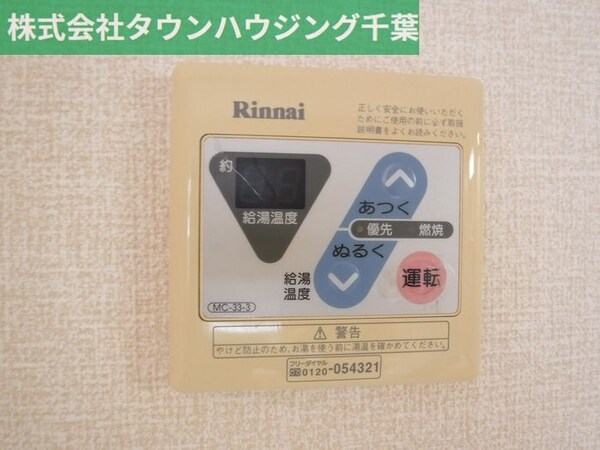 株式会社タウンハウジング千葉
Rinnai
正しく安全にお使いいただく
ためにご使用の前に必ず取扱
説明書をよくお読みください。
約
給湯温度
あつく
優先 燃焼
ぬるく
給湯
温度
運転
MC-33-3
警告
やけど防止のため、お湯を使う前に湯温を確かめてください。
フリーダイヤル
0120-054321